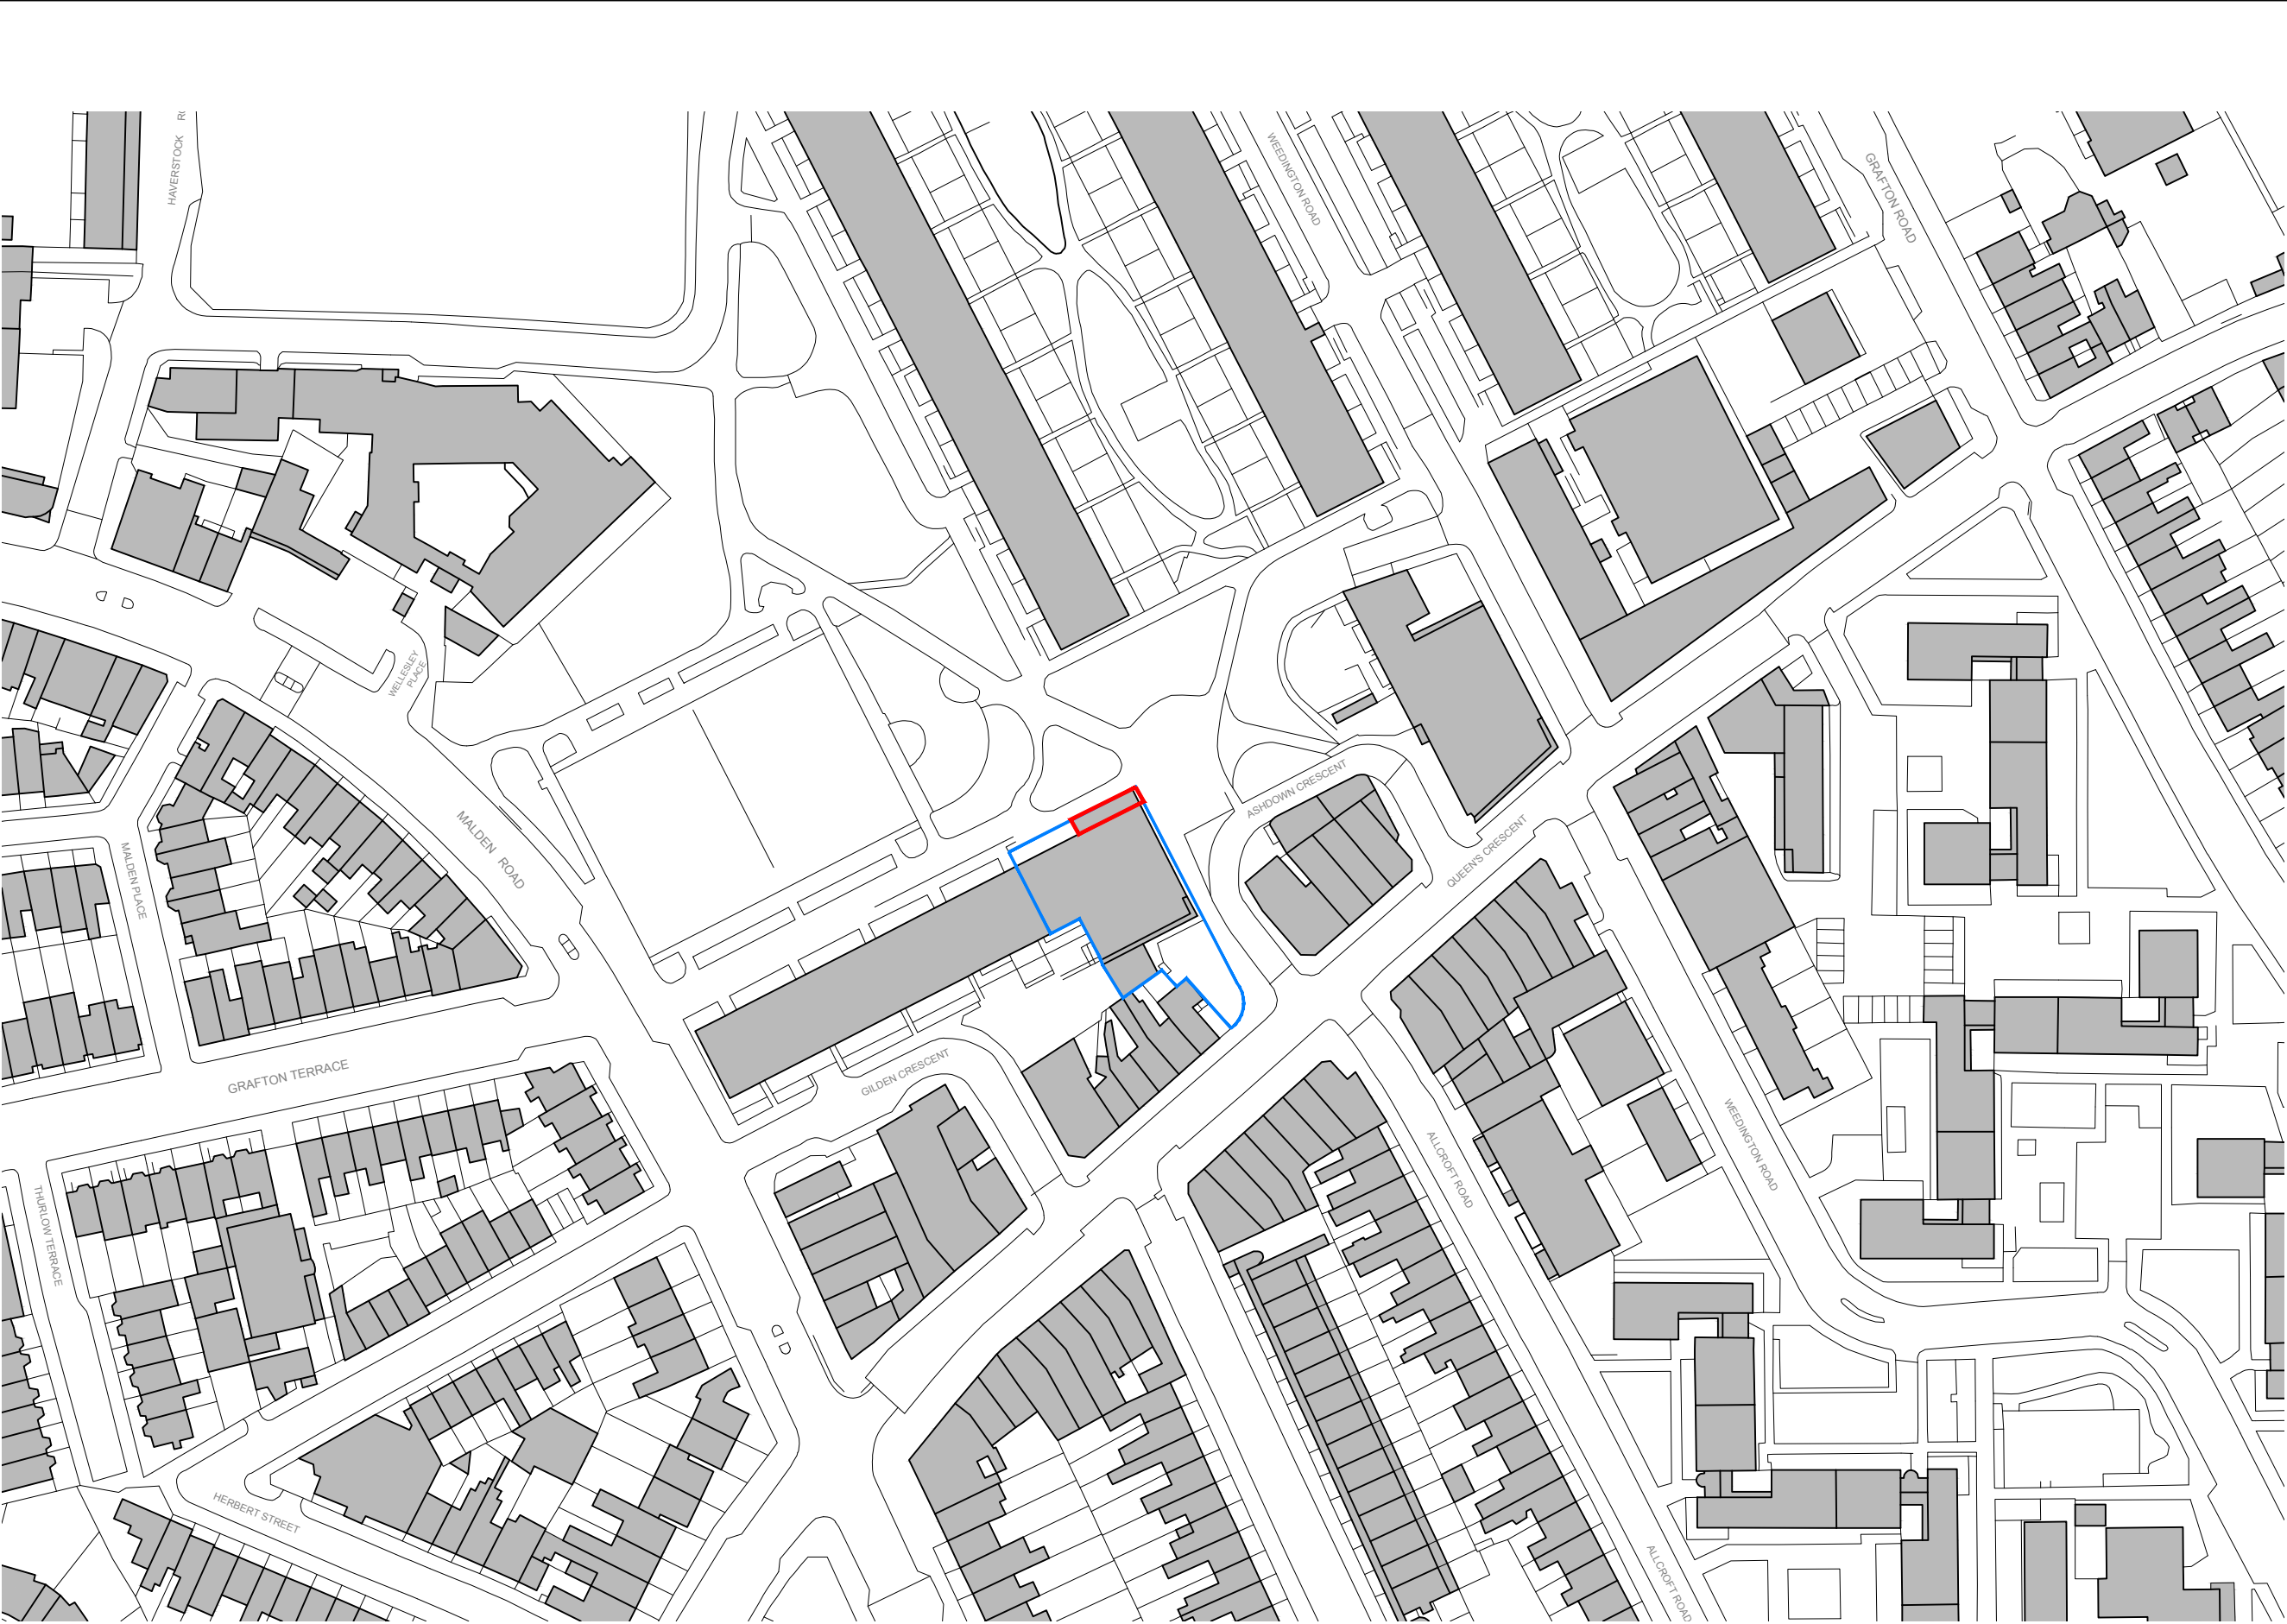 HAVERSTOCK
WEEDINGTON ROAD
GRAFTON ROAD
WELLESLEY
PLACE
ASHDOWN CRESCENT
MALDEN ROAD
QUEEN'S CRESCENT
MALDEN PLACE
GRAFTON TERRACE
GILDEN CRESCENT
WEEDINGTON ROAD
ALLCROFT ROAD
THURLOW TERRACE
HERBERT STREET
ALLCROFT ROAD